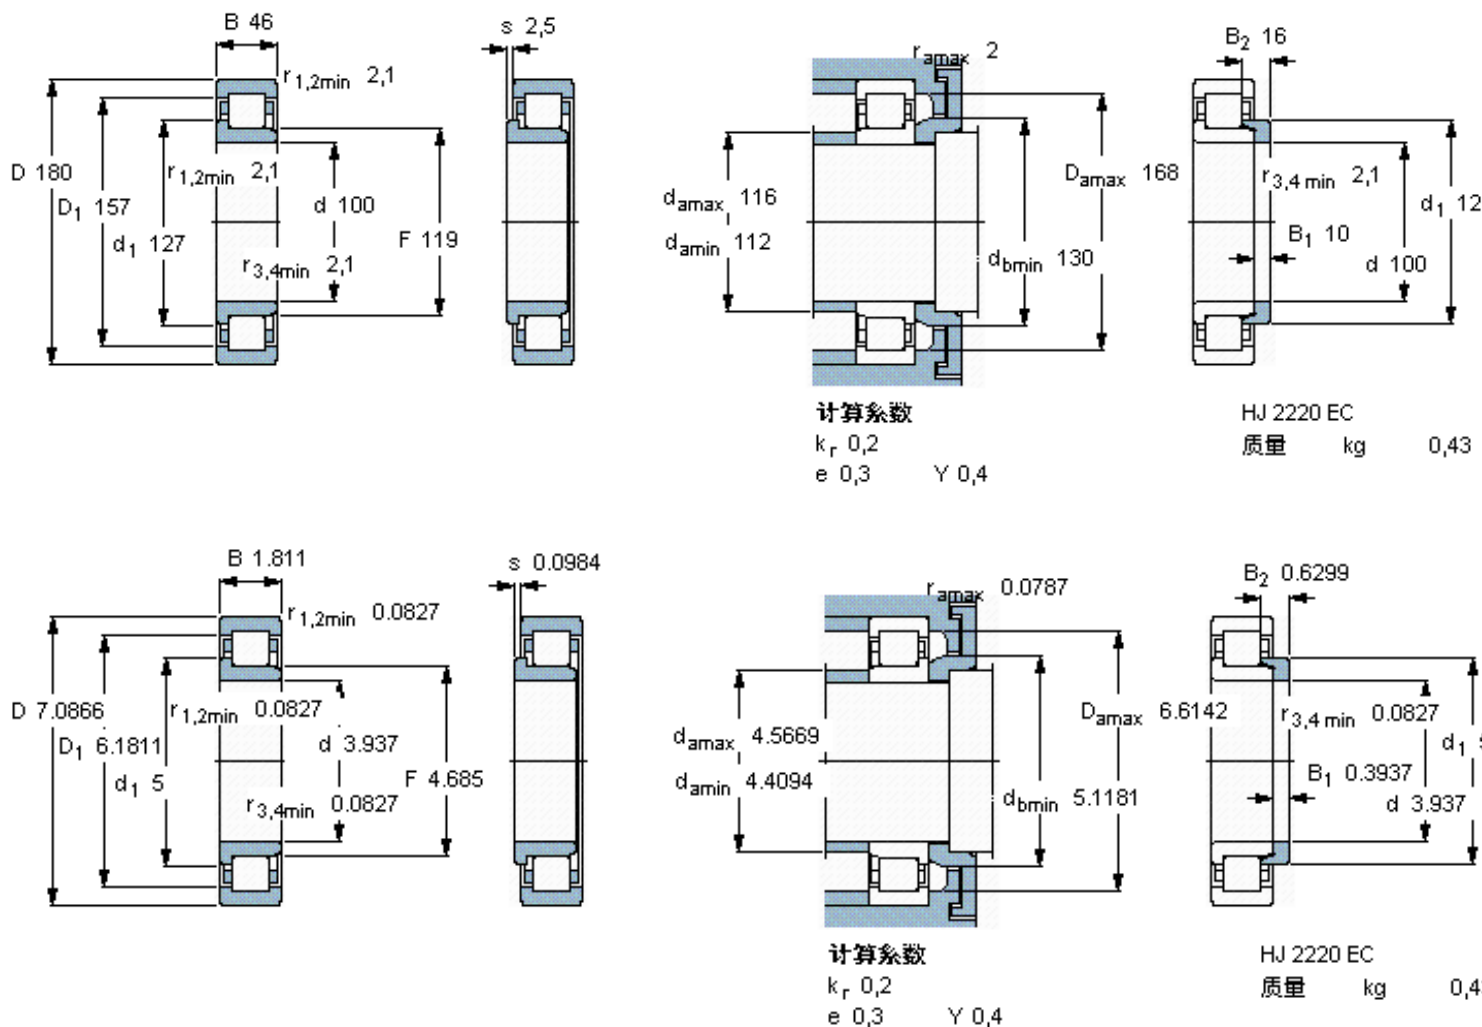 B 46
s 2,5
r1,2min 2,1
ramax 2
B2 16
D 180
D1 157
d1 127
r1,2min 2,1
d 100
F 119
r3,4min 2,1
damax 116
damin 112
Damax 168
dbmin 130
r3,4 min 2,1
B1 10
d1 12
d 100
计算系数
kr 0,2
e 0,3 Y 0,4
HJ 2220 EC
质量 kg 0,43
B 1.811
s 0.0984
r1,2min 0.0827
ramax 0.0787
B2 0.6299
D 7.0866
D1 6.1811
d1 5
r1,2min 0.0827
d 3.937
F 4.685
r3,4min 0.0827
damax 4.5669
damin 4.4094
Damax 6.6142
dbmin 5.1181
r3,4 min 0.0827
B1 0.3937
d1
d 3.937
计算系数
kr 0,2
e 0,3 Y 0,4
HJ 2220 EC
质量 kg 0,4